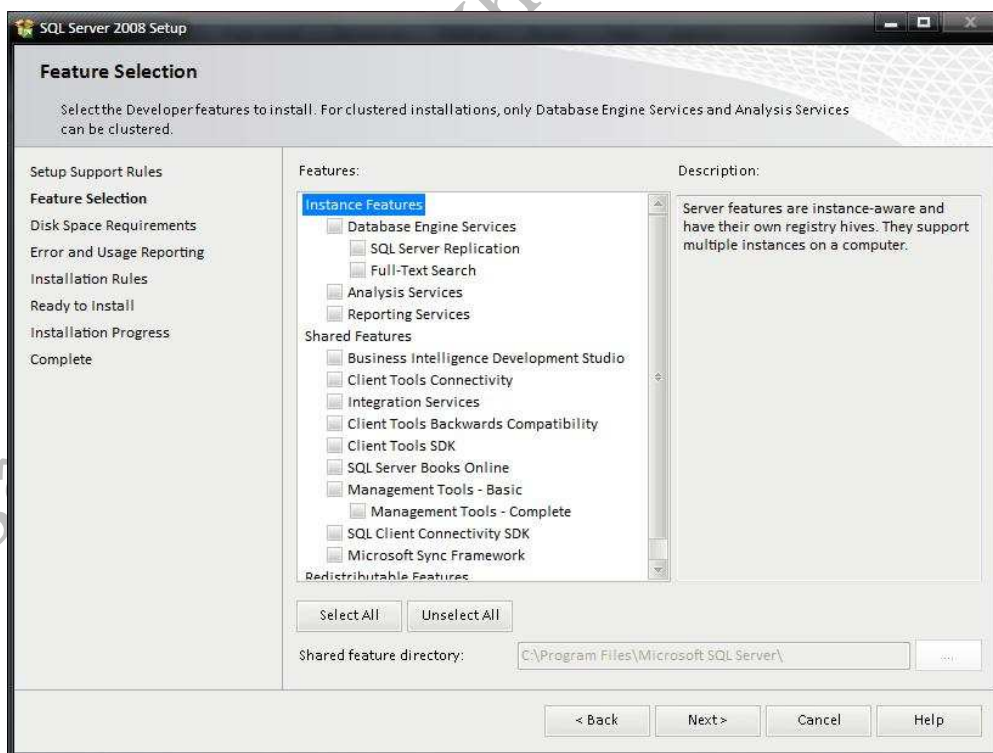 SQL Server 2008 Setup
Feature Selection
Select the Developer features to install. For clustered installations, only Database Engine Services and Analysis Services
can be clustered.
Setup Support Rules
Feature Selection
Disk Space Requirements
Error and Usage Reporting
Installation Rules
Ready to Install
Installation Progress
Complete
Features:
Instance Features
Database Engine Services
SQL Server Replication
Full-Text Search
Analysis Services
Reporting Services
Shared Features
Business Intelligence Development Studio
Client Tools Connectivity
Integration Services
Client Tools Backwards Compatibility
Client Tools SDK
SQL Server Books Online
Management Tools - Basic
Management Tools - Complete
SQL Client Connectivity SDK
Microsoft Sync Framework
Redistributable Features
Description:
Server features are instance-aware and
have their own registry hives. They support
multiple instances on a computer.
Select All
Unselect All
Shared feature directory:
C:\Program Files\Microsoft SQL Server\
....
< Back
Next >
Cancel
Help